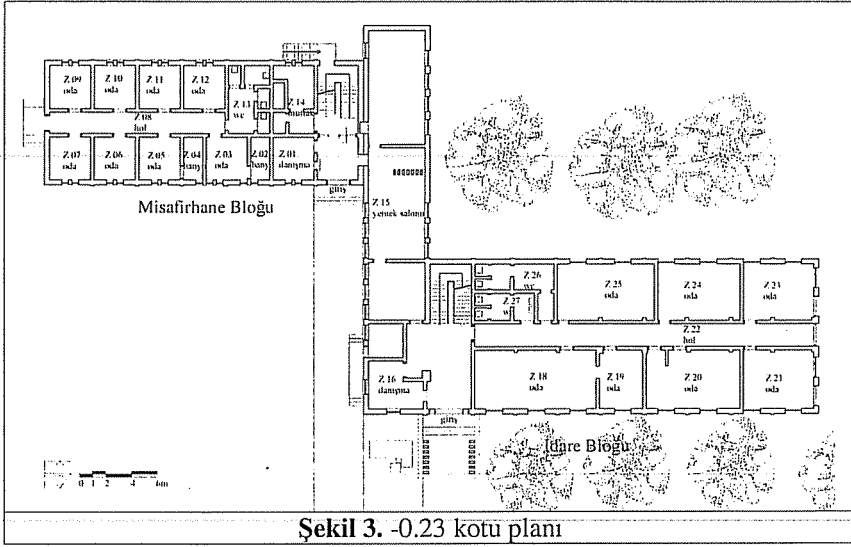 Z 09
oda
Z 10
oda
Z 11
oda
Z 12
oda
Z 13
wc
Z 14
mutfak
Z 08
hol
Z 07
oda
Z 06
oda
Z 05
oda
Z 04
banyo
Z 03
oda
Z 02
banyo
Z 01
danışma
giriş
Misafirhane Bloğu
Z 15
yemek salonu
Z 26
wc
Z 27
wc
Z 25
oda
Z 24
oda
Z 23
oda
Z 22
hol
Z 16
danışma
Z 18
oda
Z 19
oda
Z 20
oda
Z 21
oda
giriş
İdare Bloğu
0 1 2 4 6m
Şekil 3. -0.23 kotu planı